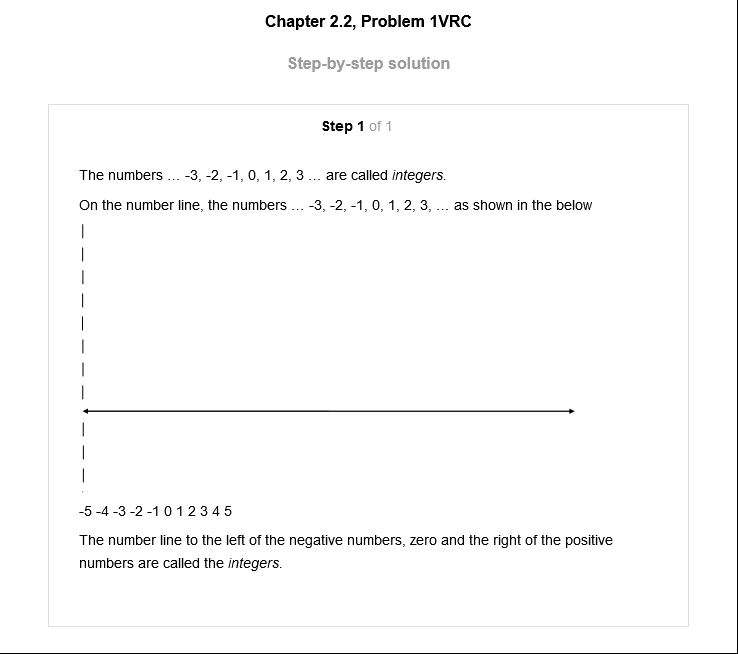 Chapter 2.2, Problem 1VRC
Step-by-step solution
Step 1 of 1
The numbers … -3, -2, -1, 0, 1, 2, 3 … are called integers.
On the number line, the numbers … -3, -2, -1, 0, 1, 2, 3, … as shown in the below
|
|
|
|
|
|
|
|
|
|
|
-5 -4 -3 -2 -1 0 1 2 3 4 5
The number line to the left of the negative numbers, zero and the right of the positive
numbers are called the integers.